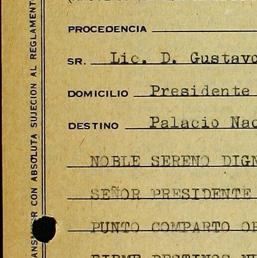 PROCEDENCIA
SR. Lic. D. Gustavo
DOMICILIO Presidente
DESTINO Palacio Nac
NOBLE SERENO DIGN
SEÑOR PRESIDENTE
PUNTO COMPARTO OP
CON ABSOLUTA SUJECION AL REGLAMENT